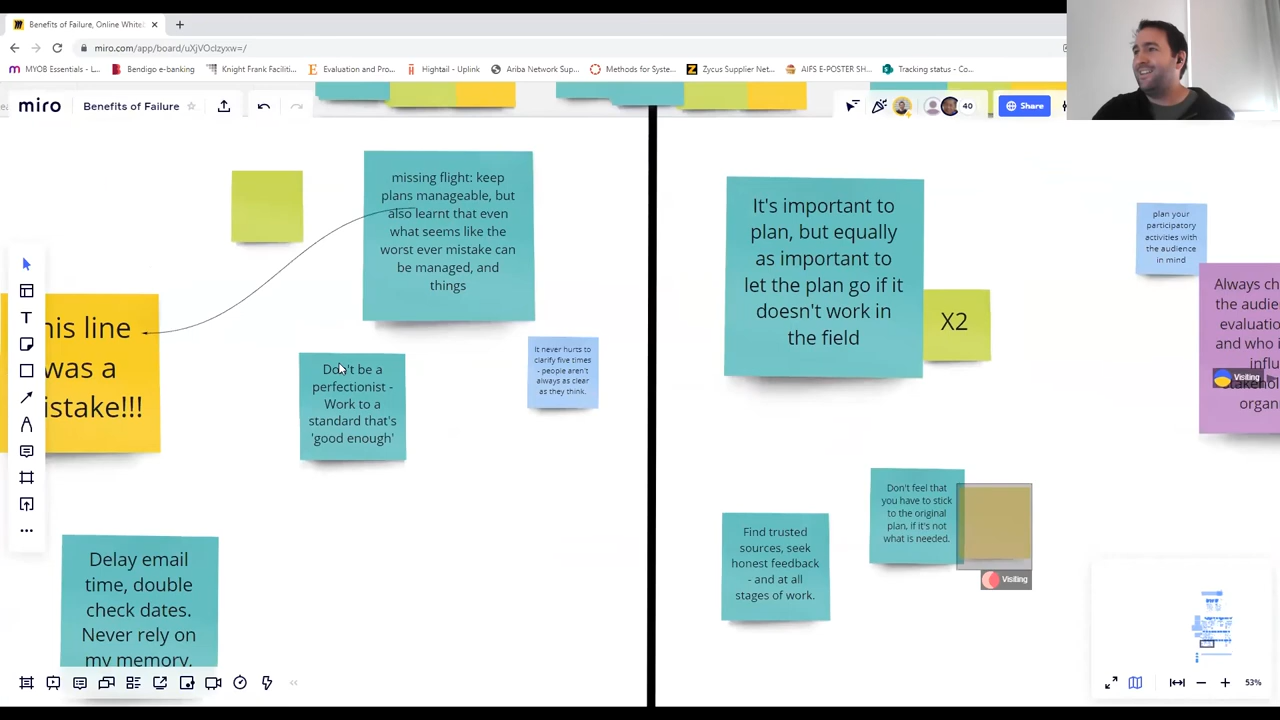 Benefits of Failure, Online White
miro.com/app/board/uXjVOclzyxw=/
MYOB Essentials - L...
Bendigo e-banking
Knight Frank Faciliti...
Evaluation and Pro...
Hightail - Uplink
Ariba Network Sup...
Methods for Syste...
Zycus Supplier Net...
AIFS E-POSTER SH...
Tracking status - Co...
miro
Benefits of Failure
40
Share
missing flight: keep
plans manageable, but
also learnt that even
what seems like the
worst ever mistake can
be managed, and
things
his line
was a
istake!!!
Don't be a
perfectionist -
Work to a
standard that's
'good enough'
It never hurts to
clarify five times
- people aren't
always as clear
as they think.
Delay email
time, double
check dates.
Never rely on
my memory.
It's important to
plan, but equally
as important to
let the plan go if it
doesn't work in
the field
X2
plan your
participatory
activities with
the audience
in mind
Always ch
the audie
evaluation
and who i
influ
Visiting
organ
Don't feel that
you have to stick
to the original
plan, if it's not
what is needed.
Visiting
Find trusted
sources, seek
honest feedback
- and at all
stages of work.
53%